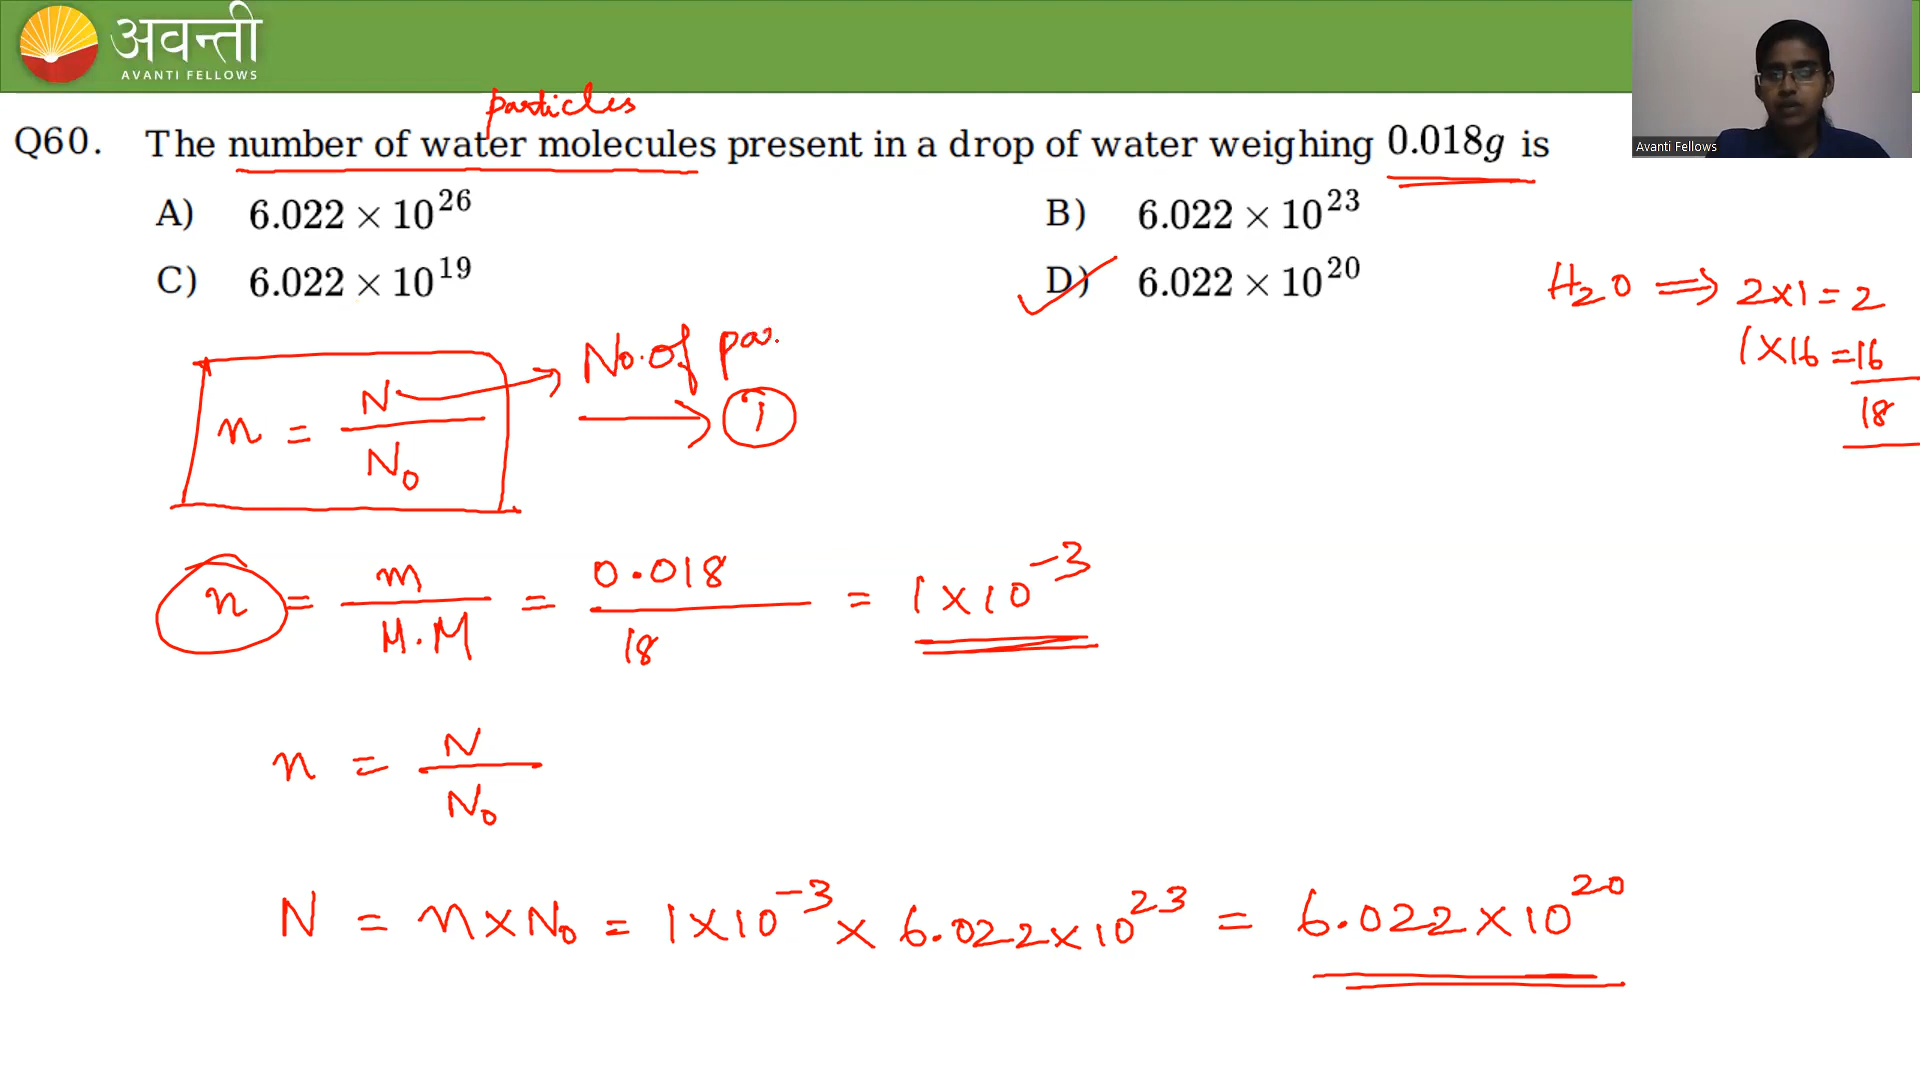 अवन्ती
AVANTI FELLOWS
Avanti Fellows
particles
Q60. The number of water molecules present in a drop of water weighing 0.018g is
A) 6.022 × 10^26 B) 6.022 × 10^23
C) 6.022 × 10^19 D) 6.022 × 10^20
H₂O ⟹ 2×1 = 2
1×16 = 16
18
n = N/N₀ → No. of par. → 1
n = m/M.M = 0.018/18 = 1×10^-3
n = N/N₀
N = n×N₀ = 1×10^-3 × 6.022×10^23 = 6.022×10^20